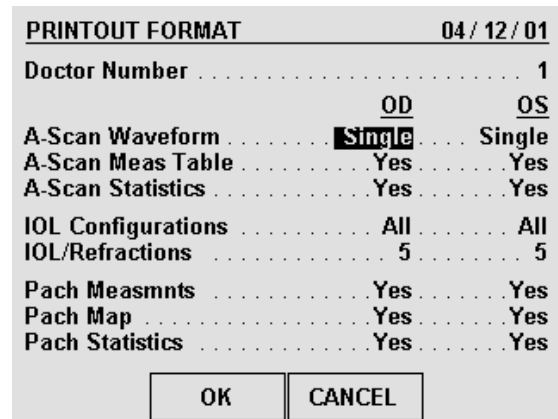 PRINTOUT FORMAT 04 / 12 / 01
Doctor Number . . . . . . . . . . . . . . . . . . . . . . . . . 1
OD OS
A-Scan Waveform . . . . . . . . Single . . . . Single
A-Scan Meas Table . . . . . . . . . . Yes . . . . . . . Yes
A-Scan Statistics . . . . . . . . . . . . Yes . . . . . . . Yes
IOL Configurations . . . . . . . . . . . All . . . . . . . . All
IOL/Refractions . . . . . . . . . . . . . . 5 . . . . . . . . . 5
Pach Measmnts . . . . . . . . . . . . Yes . . . . . . . Yes
Pach Map . . . . . . . . . . . . . . . . . Yes . . . . . . . Yes
Pach Statistics . . . . . . . . . . . . . Yes . . . . . . . Yes
OK CANCEL